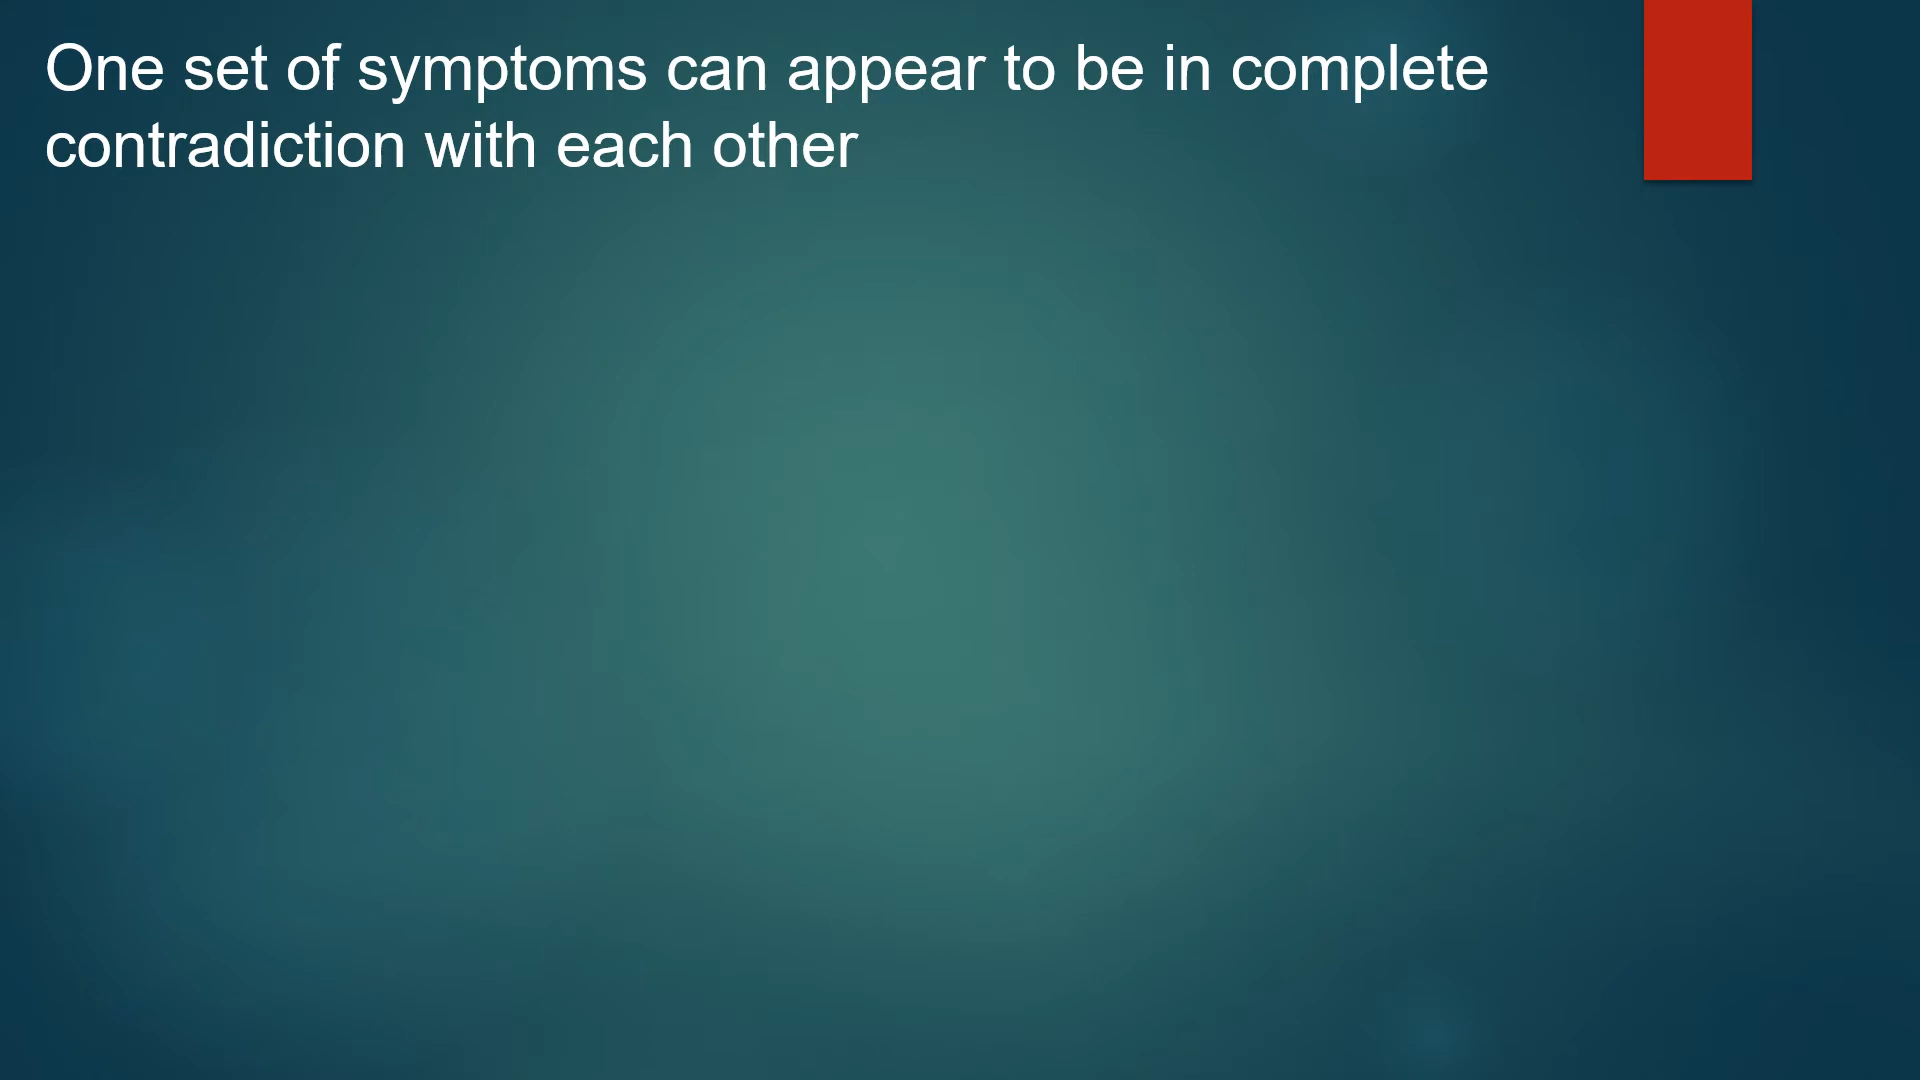 One set of symptoms can appear to be in complete
contradiction with each other